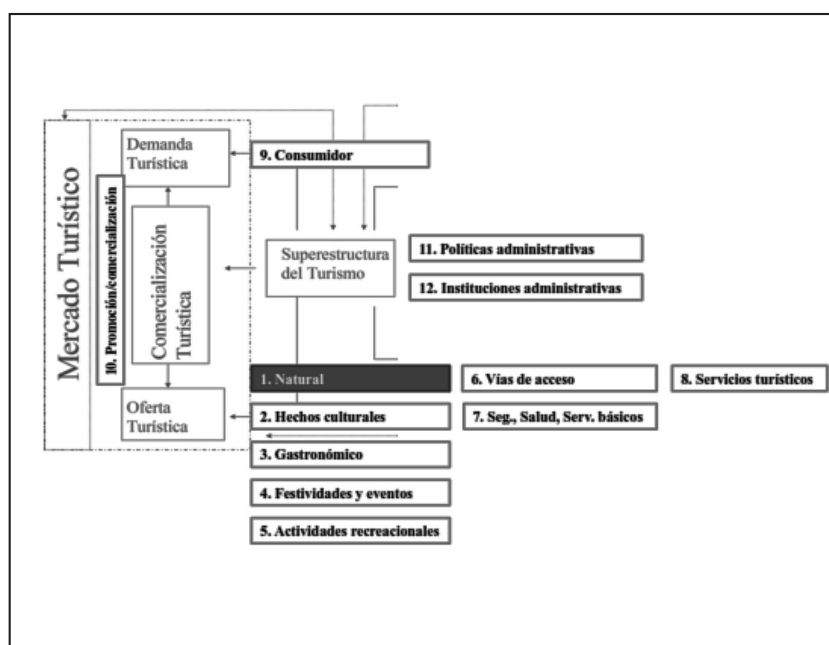 Mercado Turístico
Demanda
Turística
9. Consumidor
10. Promoción/comercialización
Comercialización
Turística
Superestructura
del Turismo
11. Políticas administrativas
12. Instituciones administrativas
Oferta
Turística
1. Natural
6. Vías de acceso
8. Servicios turísticos
2. Hechos culturales
7. Seg., Salud, Serv. básicos
3. Gastronómico
4. Festividades y eventos
5. Actividades recreacionales